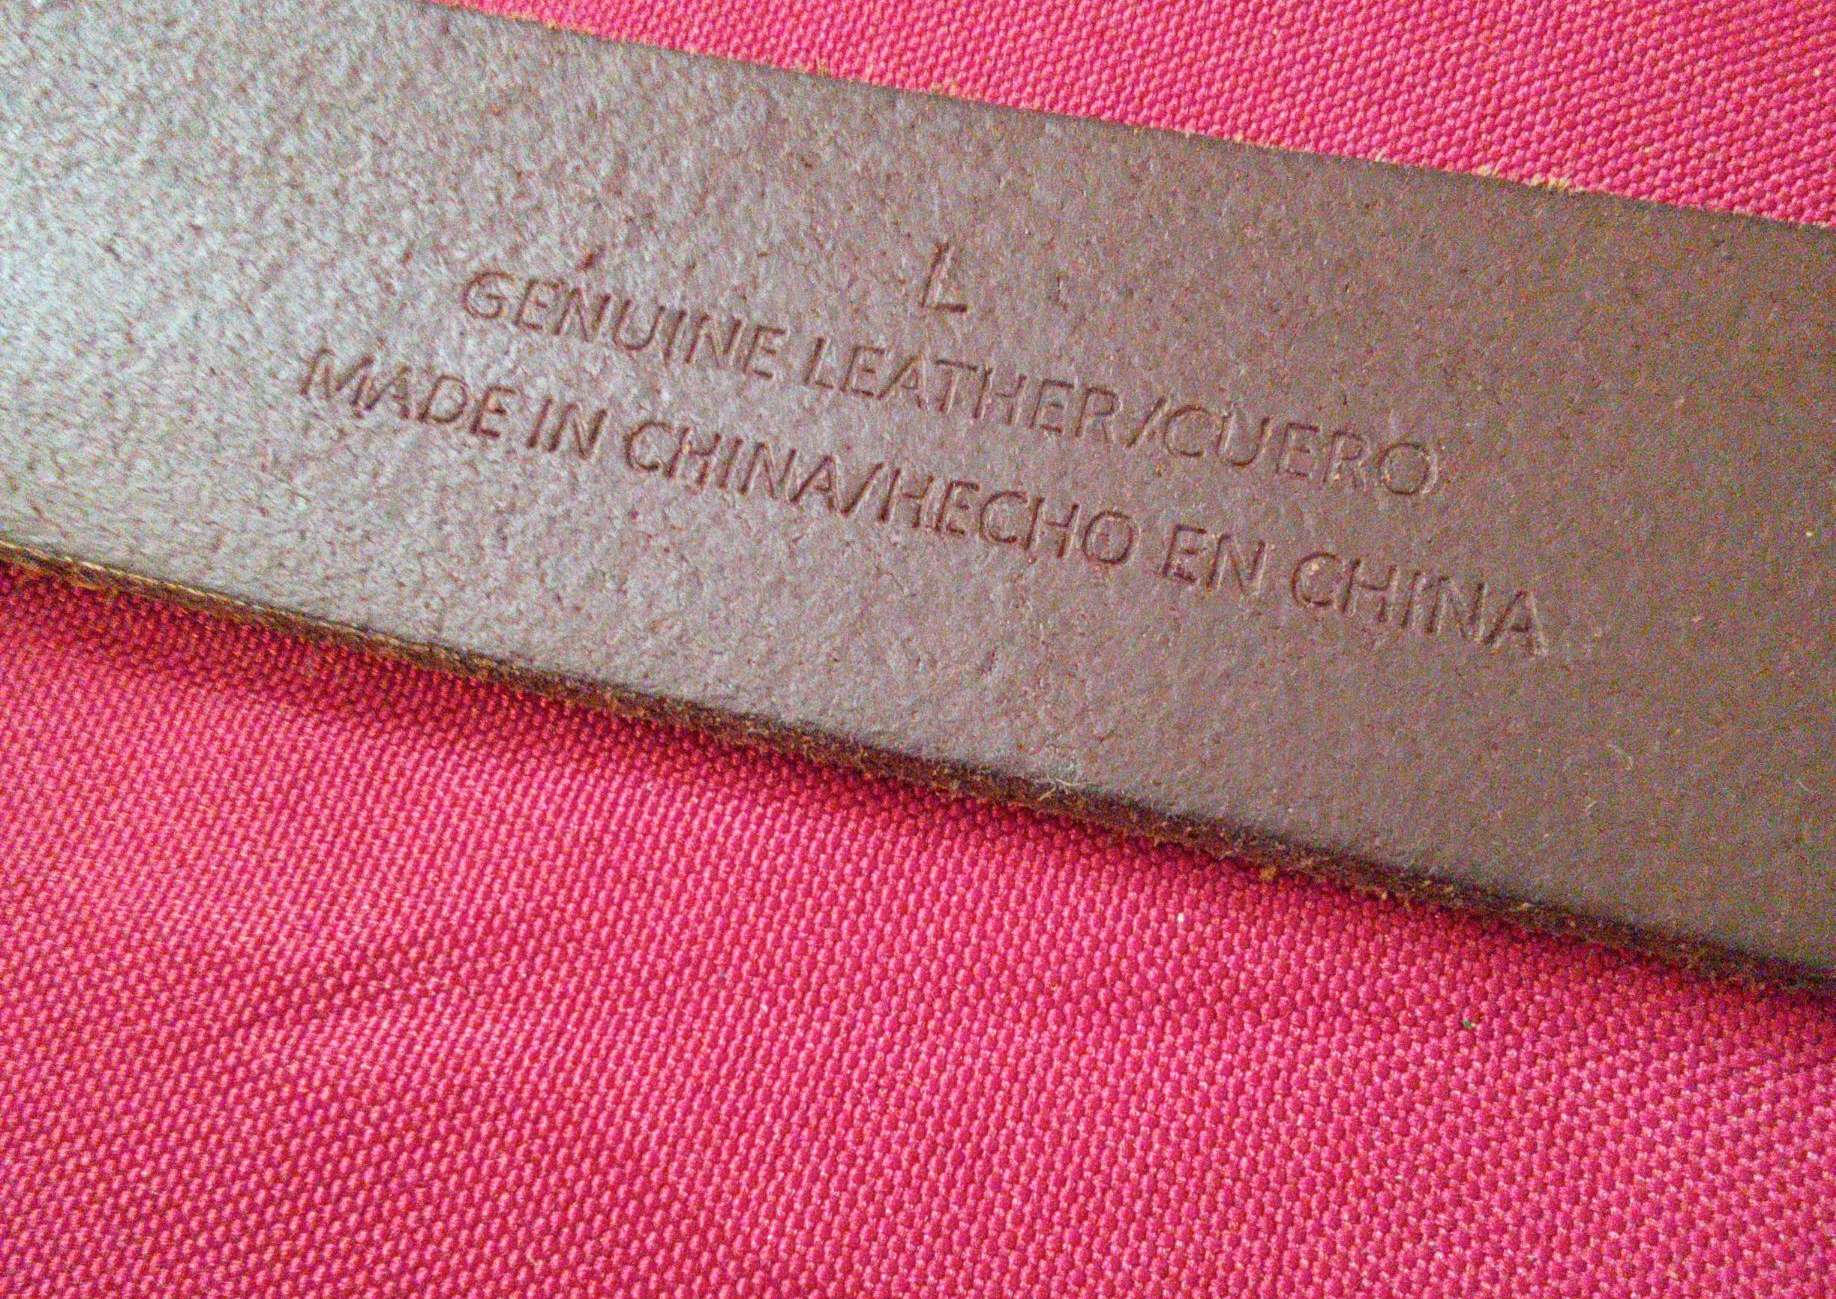 L
GENUINE LEATHER/CUERO
MADE IN CHINA/HECHO EN CHINA